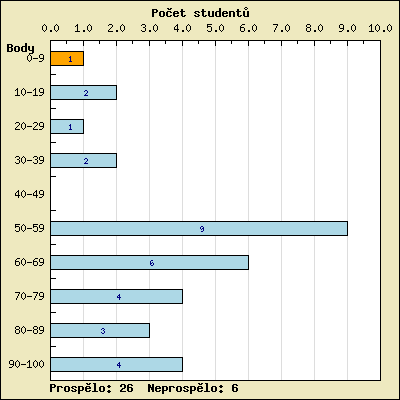 Počet studentů
0.0 1.0 2.0 3.0 4.0 5.0 6.0 7.0 8.0 9.0 10.0
Body
0-9 1
10-19 2
20-29 1
30-39 2
40-49
50-59 9
60-69 6
70-79 4
80-89 3
90-100 4
Prospělo: 26 Neprospělo: 6